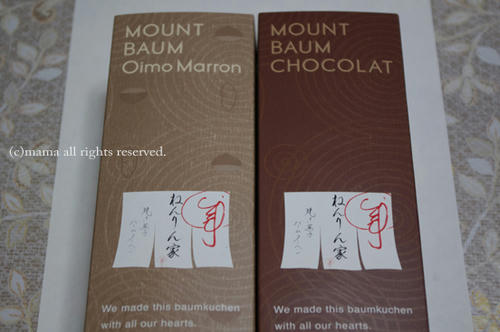 MOUNT
BAUM
Oimo Marron
ねんりん家
We made this baumkuchen
with all our hearts.
MOUNT
BAUM
CHOCOLAT
ねんりん家
We made this baumkuchen
with all our hearts.
(c)mama all rights reserved.